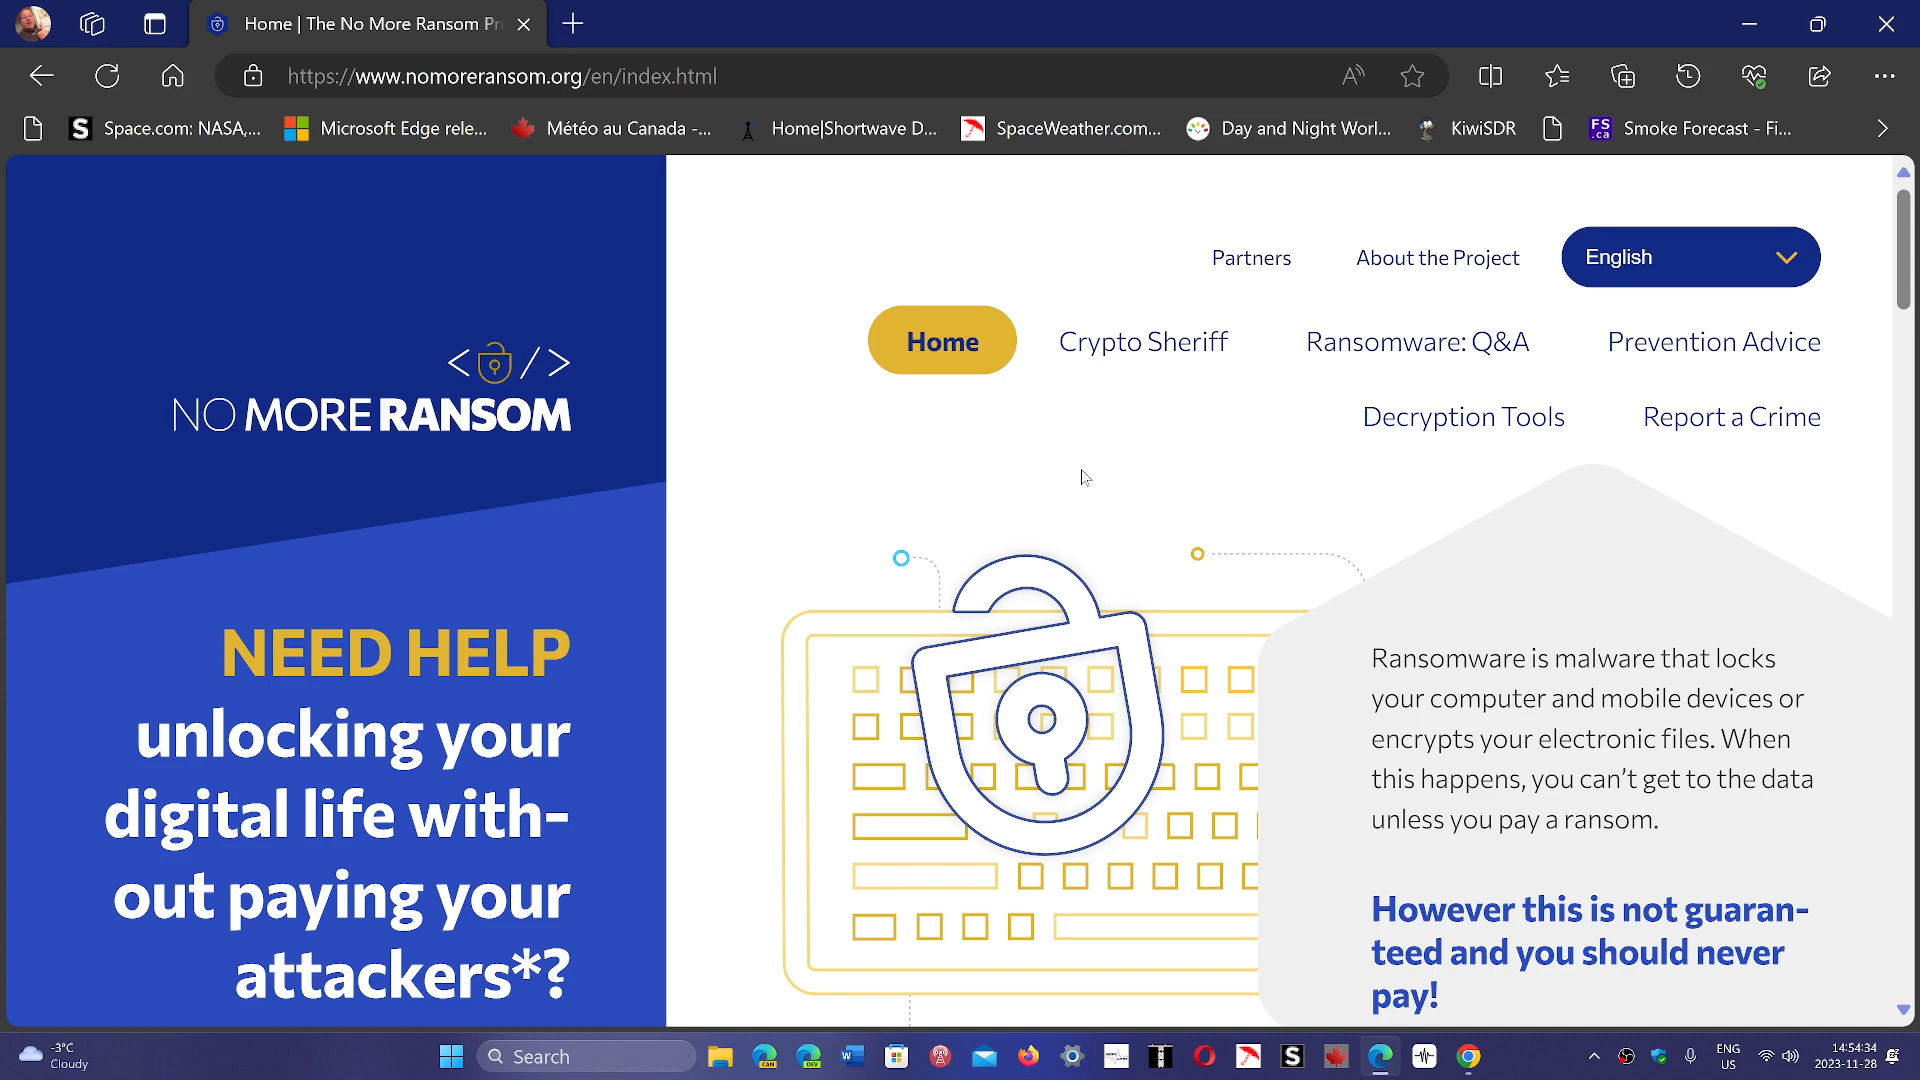 Home | The No More Ransom Pr
https://www.nomoreransom.org/en/index.html
S Space.com: NASA,... Microsoft Edge rele... Météo au Canada -... Home|Shortwave D... SpaceWeather.com... Day and Night Worl... KiwiSDR FS .ca Smoke Forecast - Fi...
Partners About the Project English
Home Crypto Sheriff Ransomware: Q&A Prevention Advice
Decryption Tools Report a Crime
NO MORE RANSOM
NEED HELP
unlocking your
digital life with-
out paying your
attackers*?
Ransomware is malware that locks
your computer and mobile devices or
encrypts your electronic files. When
this happens, you can't get to the data
unless you pay a ransom.
However this is not guaran-
teed and you should never
pay!
-3°C
Cloudy
Search
CAN
DEV
W
S
ENG
US
14:54:34
2023-11-28